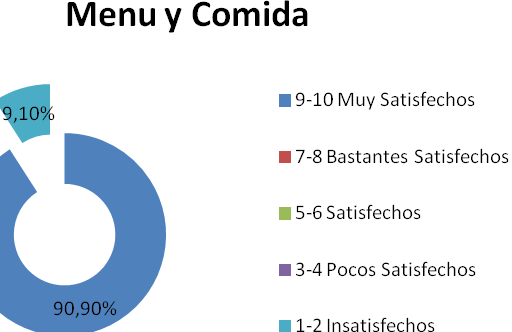 Menu y Comida
9,10%
9-10 Muy Satisfechos
7-8 Bastantes Satisfechos
5-6 Satisfechos
3-4 Pocos Satisfechos
90,90%
1-2 Insatisfechos